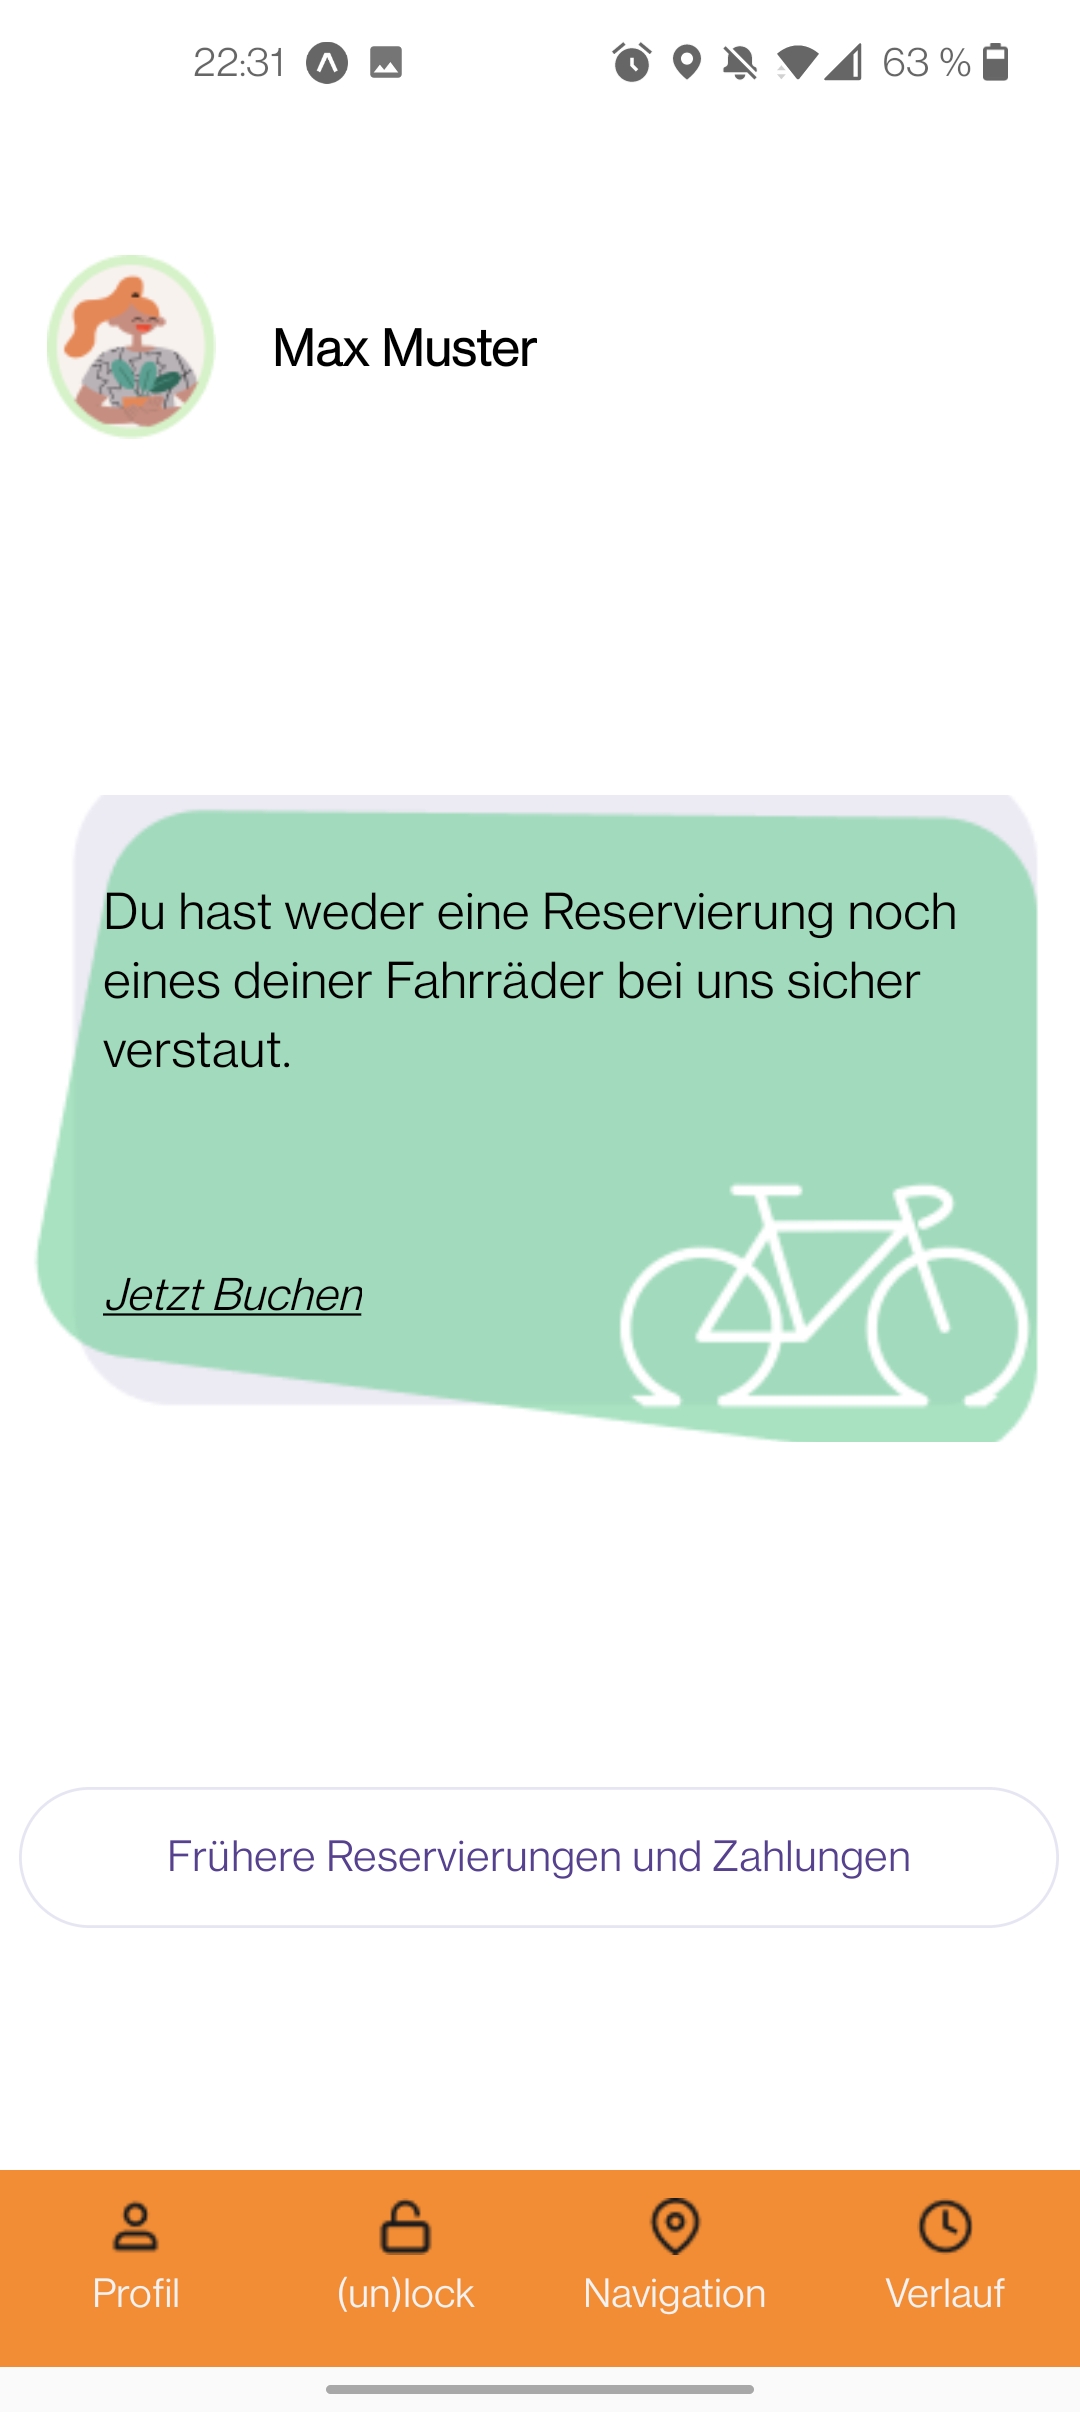 22:31 63 %
Max Muster
Du hast weder eine Reservierung noch
eines deiner Fahrräder bei uns sicher
verstaut.
Jetzt Buchen
Frühere Reservierungen und Zahlungen
Profil (un)lock Navigation Verlauf